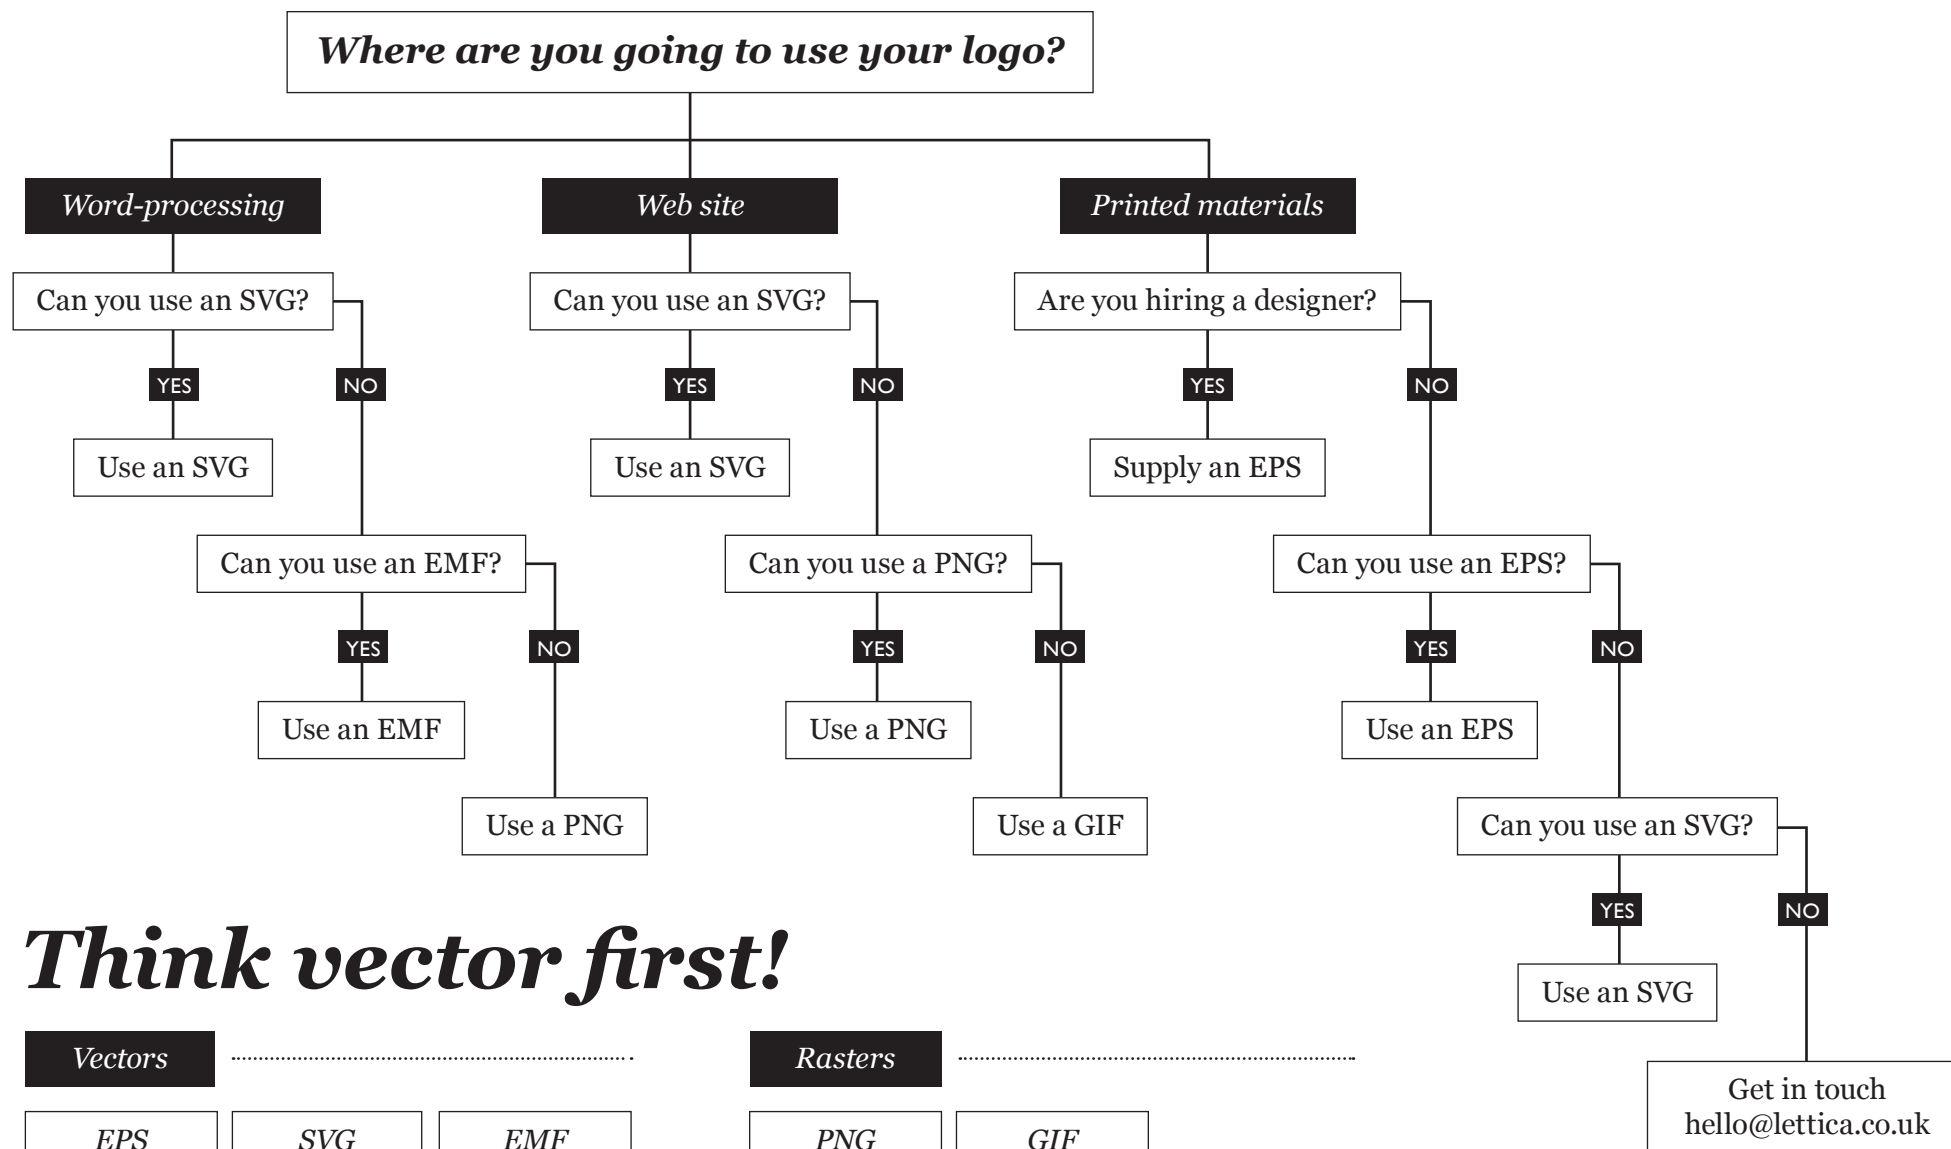 Where are you going to use your logo?
Word-processing
Web site
Printed materials
Can you use an SVG?
Can you use an SVG?
Are you hiring a designer?
YES
NO
YES
NO
YES
NO
Use an SVG
Use an SVG
Supply an EPS
Can you use an EMF?
Can you use a PNG?
Can you use an EPS?
YES
NO
YES
NO
YES
NO
Use an EMF
Use a PNG
Use an EPS
Use a PNG
Use a GIF
Can you use an SVG?
YES
NO
Think vector first!
Use an SVG
Vectors
Rasters
Get in touch
hello@lettica.co.uk
EPS
SVG
EMF
PNG
GIF